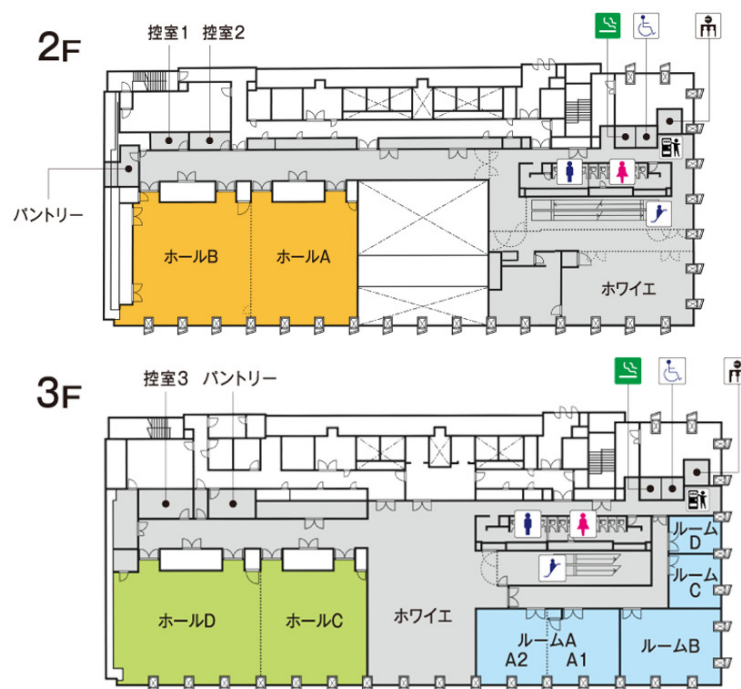 2F
控室1
控室2
パントリー
ホールB
ホールA
ホワイエ
3F
控室3
パントリー
ルーム
D
ルーム
C
ホールD
ホールC
ホワイエ
ルームA
A2
A1
ルームB